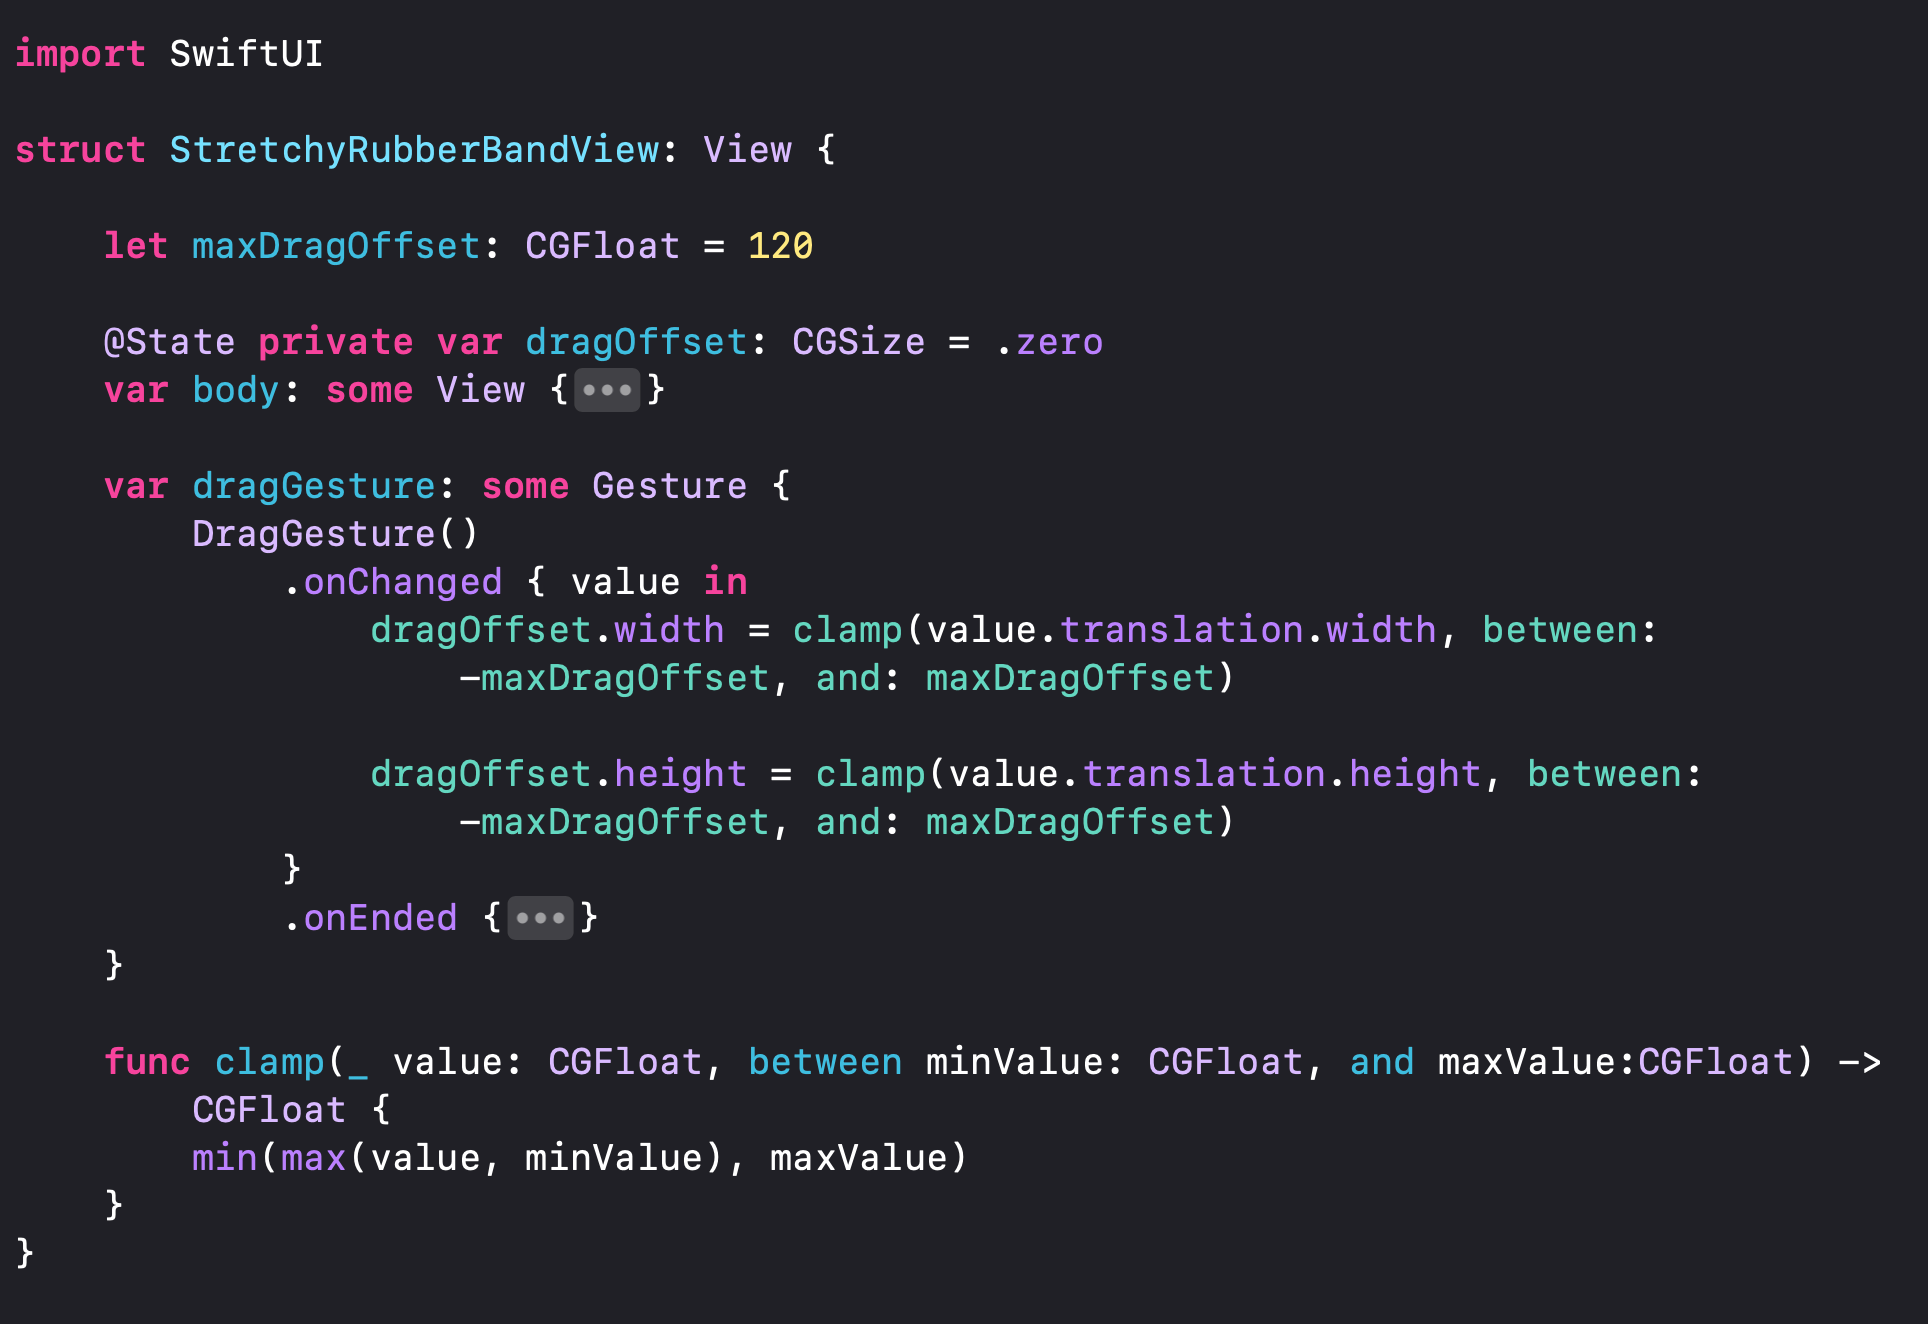 import SwiftUI
struct StretchyRubberBandView: View {
let maxDragOffset: CGFloat = 120
@State private var dragOffset: CGSize = .zero
var body: some View {•••}
var dragGesture: some Gesture {
DragGesture()
.onChanged { value in
dragOffset.width = clamp(value.translation.width, between:
-maxDragOffset, and: maxDragOffset)
dragOffset.height = clamp(value.translation.height, between:
-maxDragOffset, and: maxDragOffset)
}
.onEnded {•••}
}
func clamp(_ value: CGFloat, between minValue: CGFloat, and maxValue:CGFloat) ->
CGFloat {
min(max(value, minValue), maxValue)
}
}